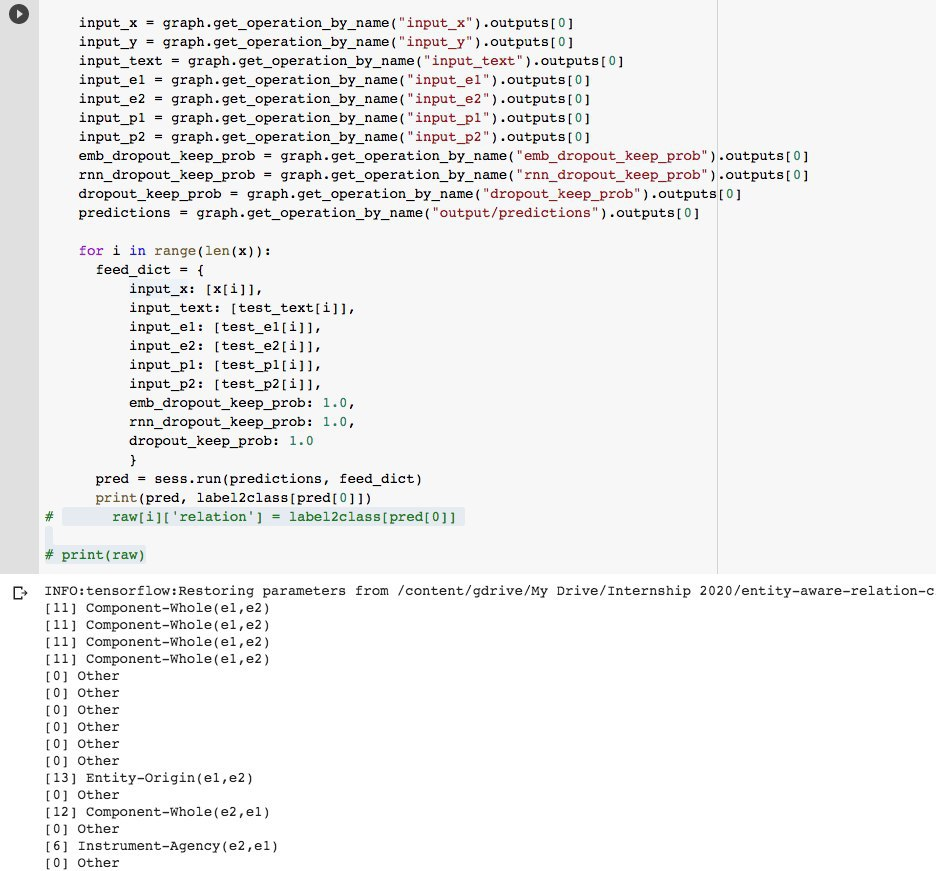 input_x = graph.get_operation_by_name("input_x").outputs[0]
input_y = graph.get_operation_by_name("input_y").outputs[0]
input_text = graph.get_operation_by_name("input_text").outputs[0]
input_e1 = graph.get_operation_by_name("input_e1").outputs[0]
input_e2 = graph.get_operation_by_name("input_e2").outputs[0]
input_p1 = graph.get_operation_by_name("input_p1").outputs[0]
input_p2 = graph.get_operation_by_name("input_p2").outputs[0]
emb_dropout_keep_prob = graph.get_operation_by_name("emb_dropout_keep_prob").outputs[0]
rnn_dropout_keep_prob = graph.get_operation_by_name("rnn_dropout_keep_prob").outputs[0]
dropout_keep_prob = graph.get_operation_by_name("dropout_keep_prob").outputs[0]
predictions = graph.get_operation_by_name("output/predictions").outputs[0]
for i in range(len(x)):
feed_dict = {
input_x: [x[i]],
input_text: [test_text[i]],
input_e1: [test_e1[i]],
input_e2: [test_e2[i]],
input_p1: [test_p1[i]],
input_p2: [test_p2[i]],
emb_dropout_keep_prob: 1.0,
rnn_dropout_keep_prob: 1.0,
dropout_keep_prob: 1.0
}
pred = sess.run(predictions, feed_dict)
print(pred, label2class[pred[0]])
# raw[i]['relation'] = label2class[pred[0]]
# print(raw)
INFO:tensorflow:Restoring parameters from /content/gdrive/My Drive/Internship 2020/entity-aware-relation-c
[11] Component-Whole(e1,e2)
[11] Component-Whole(e1,e2)
[11] Component-Whole(e1,e2)
[11] Component-Whole(e1,e2)
[0] Other
[0] Other
[0] Other
[0] Other
[0] Other
[0] Other
[13] Entity-Origin(e1,e2)
[0] Other
[12] Component-Whole(e2,e1)
[0] Other
[6] Instrument-Agency(e2,e1)
[0] Other